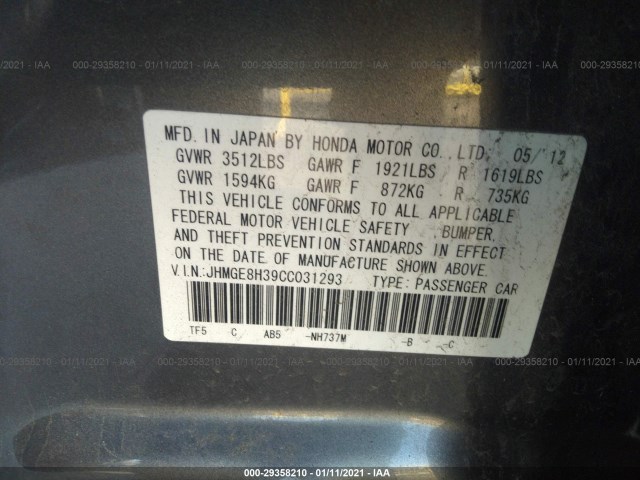 000-29358210 - 01/11/2021 - IAA
MFD. IN JAPAN BY HONDA MOTOR CO., LTD. 05/12
GVWR 3512LBS GAWR F 1921LBS R 1619LBS
GVWR 1594KG GAWR F 872KG R 735KG
THIS VEHICLE CONFORMS TO ALL APPLICABLE
FEDERAL MOTOR VEHICLE SAFETY, BUMPER,
AND THEFT PREVENTION STANDARDS IN EFFECT
ON THE DATE OF MANUFACTURE SHOWN ABOVE.
V.I.N.:JHMGE8H39CC031293 TYPE: PASSENGER CAR
TF5 C AB5 -NH737M -B -C
000-29358210 - 01/11/2021 - IAA